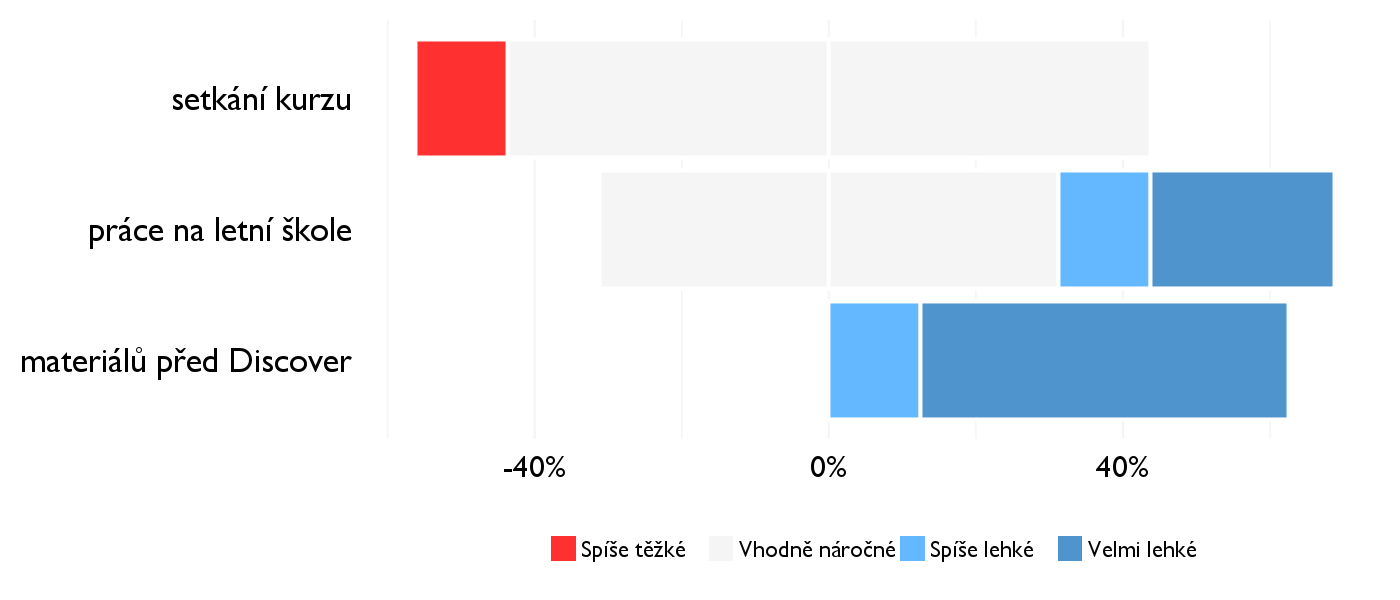 setkání kurzu
práce na letní škole
materiálů před Discover
-40% 0% 40%
Spíše těžké Vhodně náročné Spíše lehké Velmi lehké